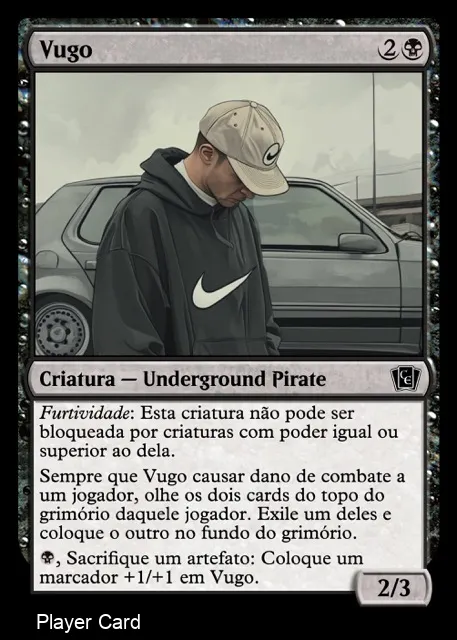 Vugo
2
Criatura — Underground Pirate
Furtividade: Esta criatura não pode ser
bloqueada por criaturas com poder igual ou
superior ao dela.
Sempre que Vugo causar dano de combate a
um jogador, olhe os dois cards do topo do
grimório daquele jogador. Exile um deles e
coloque o outro no fundo do grimório.
, Sacrifique um artefato: Coloque um
marcador +1/+1 em Vugo.
2/3
Player Card